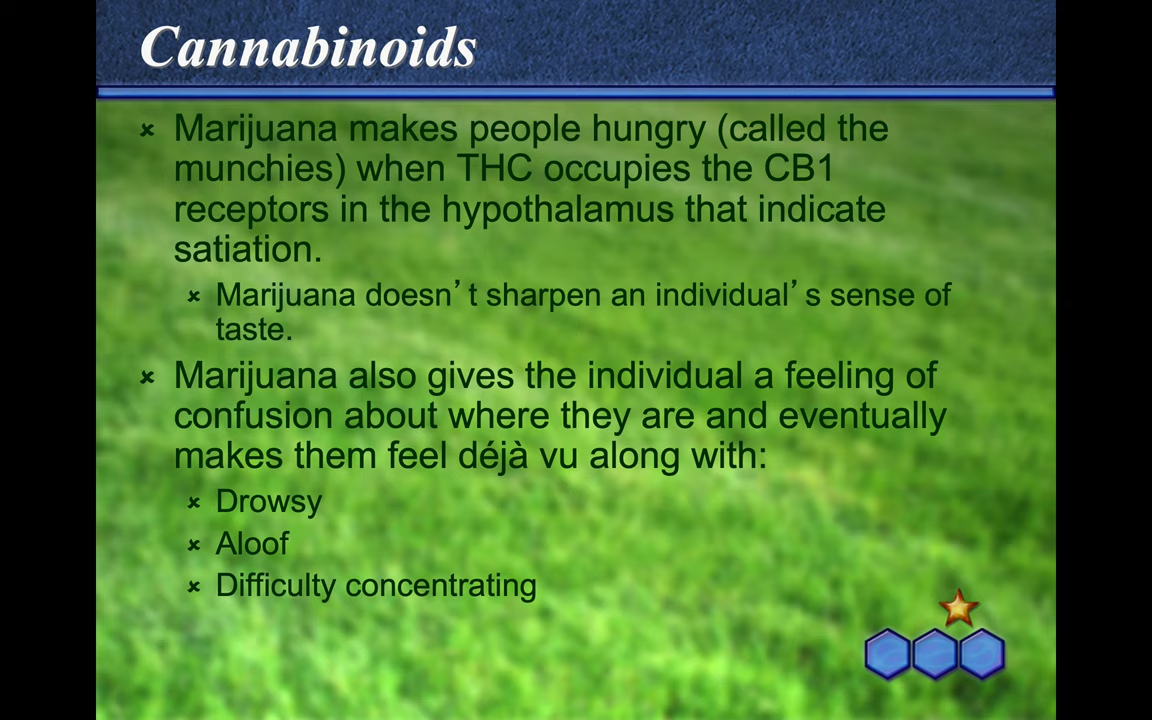 Cannabinoids
Marijuana makes people hungry (called the
munchies) when THC occupies the CB1
receptors in the hypothalamus that indicate
satiation.
Marijuana doesn’t sharpen an individual’s sense of
taste.
Marijuana also gives the individual a feeling of
confusion about where they are and eventually
makes them feel déjà vu along with:
Drowsy
Aloof
Difficulty concentrating